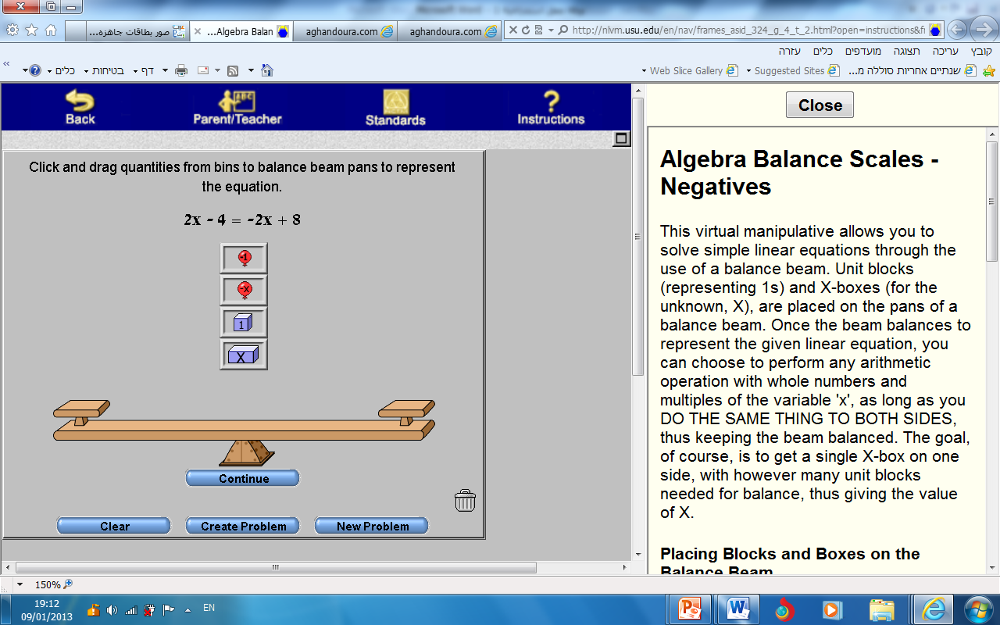 صور بطاقات جاهزه...
...Algebra Balan
aghandoura.com
aghandoura.com
http://nlvm.usu.edu/en/nav/frames_asid_324_g_4_t_2.html?open=instructions&f
קובץ עריכה תצוגה מועדפים כלים עזרה
שנתיים אחריות סוללה מ... Suggested Sites Web Slice Gallery
דף בטיחות כלים
Back
Parent/Teacher
Standards
Instructions
Close
Click and drag quantities from bins to balance beam pans to represent
the equation.
2x - 4 = -2x + 8
-1
-x
1
X
Continue
Clear
Create Problem
New Problem
Algebra Balance Scales -
Negatives
This virtual manipulative allows you to
solve simple linear equations through the
use of a balance beam. Unit blocks
(representing 1s) and X-boxes (for the
unknown, X), are placed on the pans of a
balance beam. Once the beam balances to
represent the given linear equation, you
can choose to perform any arithmetic
operation with whole numbers and
multiples of the variable 'x', as long as you
DO THE SAME THING TO BOTH SIDES,
thus keeping the beam balanced. The goal,
of course, is to get a single X-box on one
side, with however many unit blocks
needed for balance, thus giving the value
of X.
Placing Blocks and Boxes on the
Balance Beam
150%
19:12
09/01/2013
EN